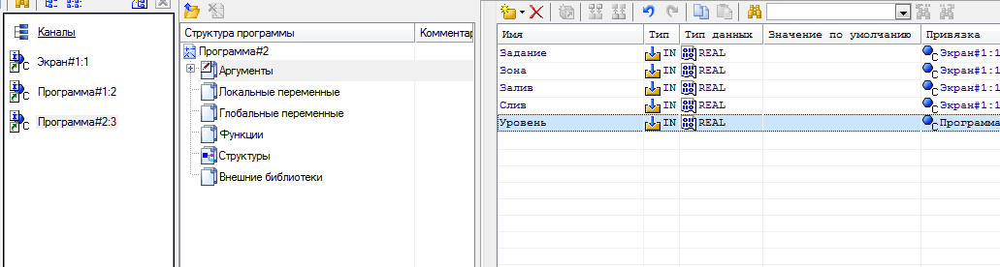 Каналы
Экран#1:1
Программа#1:2
Программа#2:3
Структура программы Комментар
Программа#2
Аргументы
Локальные переменные
Глобальные переменные
Функции
Структуры
Внешние библиотеки
Имя Тип Тип данных Значение по умолчанию Привязка
Задание IN REAL C Экран#1:1
Зона IN REAL C Экран#1:1
Залив IN REAL C Экран#1:1
Слив IN REAL C Экран#1:1
Уровень IN REAL C Программа